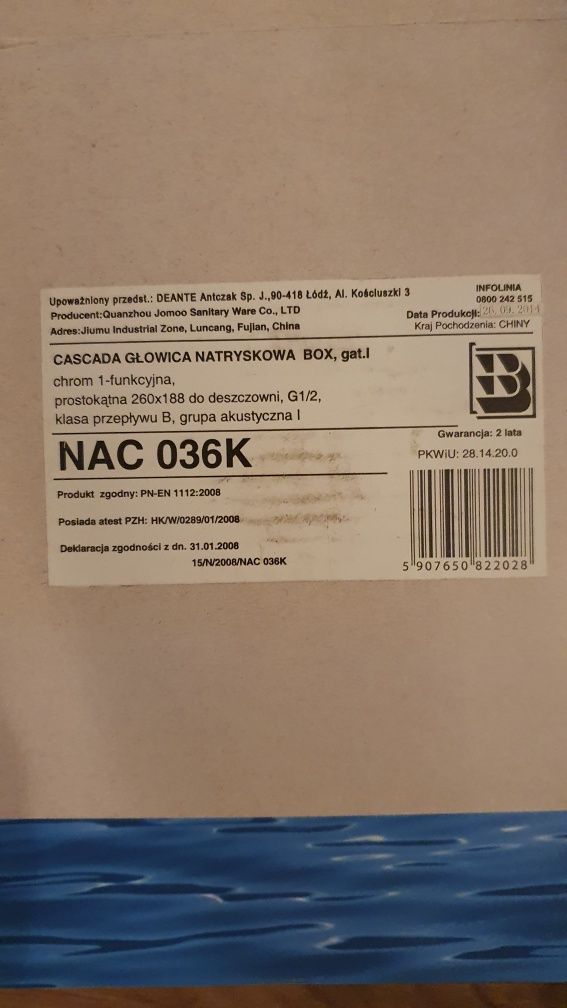 Upoważniony przedst.: DEANTE Antczak Sp. J.,90-418 Łódź, Al. Kościuszki 3
Producent:Quanzhou Jomoo Sanitary Ware Co., LTD
Adres:Jiumu Industrial Zone, Luncang, Fujian, China
INFOLINIA
0800 242 515
Data Produkcji: 26. 09. 2014
Kraj Pochodzenia: CHINY
CASCADA GŁOWICA NATRYSKOWA BOX, gat.I
chrom 1-funkcyjna,
prostokątna 260x188 do deszczowni, G1/2,
klasa przepływu B, grupa akustyczna I
B
Gwarancja: 2 lata
NAC 036K
PKWiU: 28.14.20.0
Produkt zgodny: PN-EN 1112:2008
Posiada atest PZH: HK/W/0289/01/2008
Deklaracja zgodności z dn. 31.01.2008
15/N/2008/NAC 036K
5 907650 822028